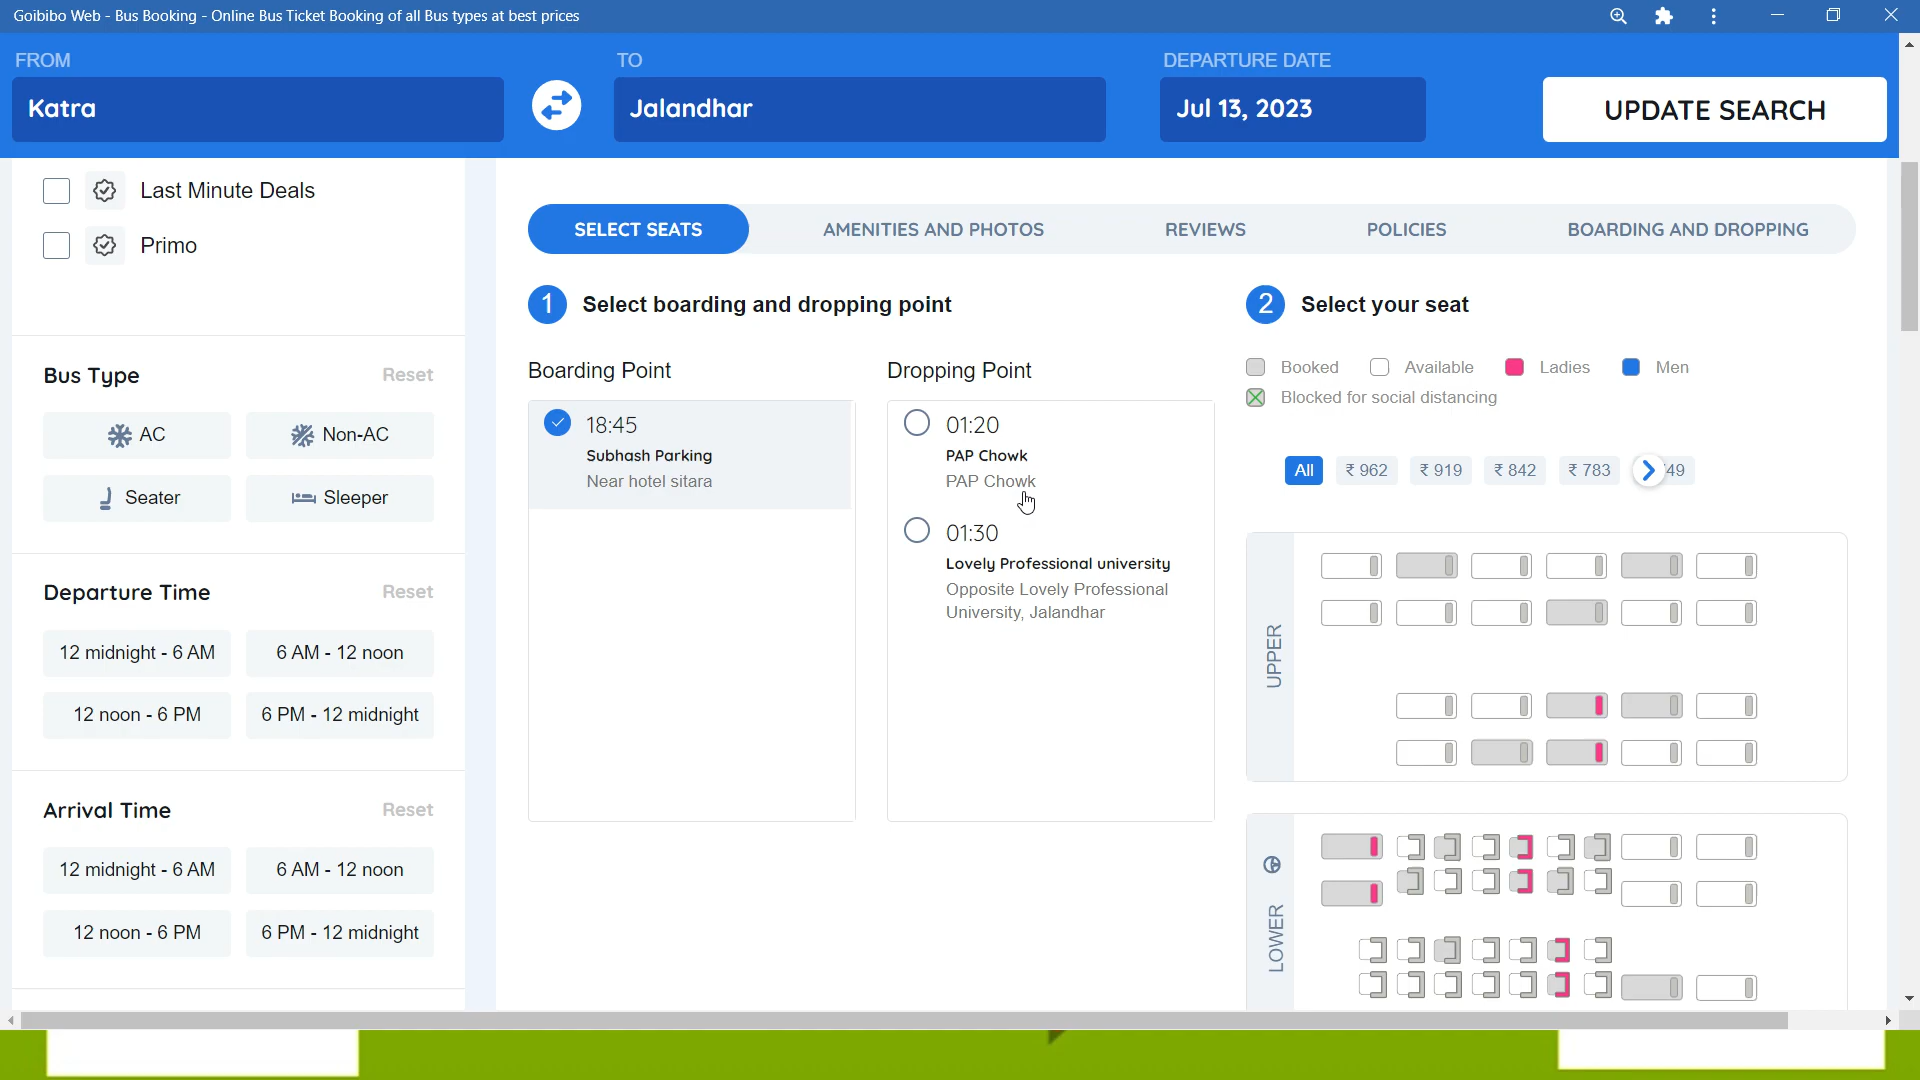 Goibibo Web - Bus Booking - Online Bus Ticket Booking of all Bus types at best prices
FROM
Katra
TO
Jalandhar
DEPARTURE DATE
Jul 13, 2023
UPDATE SEARCH
Last Minute Deals
Primo
Bus Type
Reset
AC
Non-AC
Seater
Sleeper
Departure Time
Reset
12 midnight - 6 AM
6 AM - 12 noon
12 noon - 6 PM
6 PM - 12 midnight
Arrival Time
Reset
12 midnight - 6 AM
6 AM - 12 noon
12 noon - 6 PM
6 PM - 12 midnight
SELECT SEATS
AMENITIES AND PHOTOS
REVIEWS
POLICIES
BOARDING AND DROPPING
1 Select boarding and dropping point
Boarding Point
18:45
Subhash Parking
Near hotel sitara
Dropping Point
01:20
PAP Chowk
PAP Chowk
01:30
Lovely Professional university
Opposite Lovely Professional
University, Jalandhar
2 Select your seat
Booked
Available
Ladies
Men
Blocked for social distancing
All
₹ 962
₹ 919
₹ 842
₹ 783
UPPER
LOWER